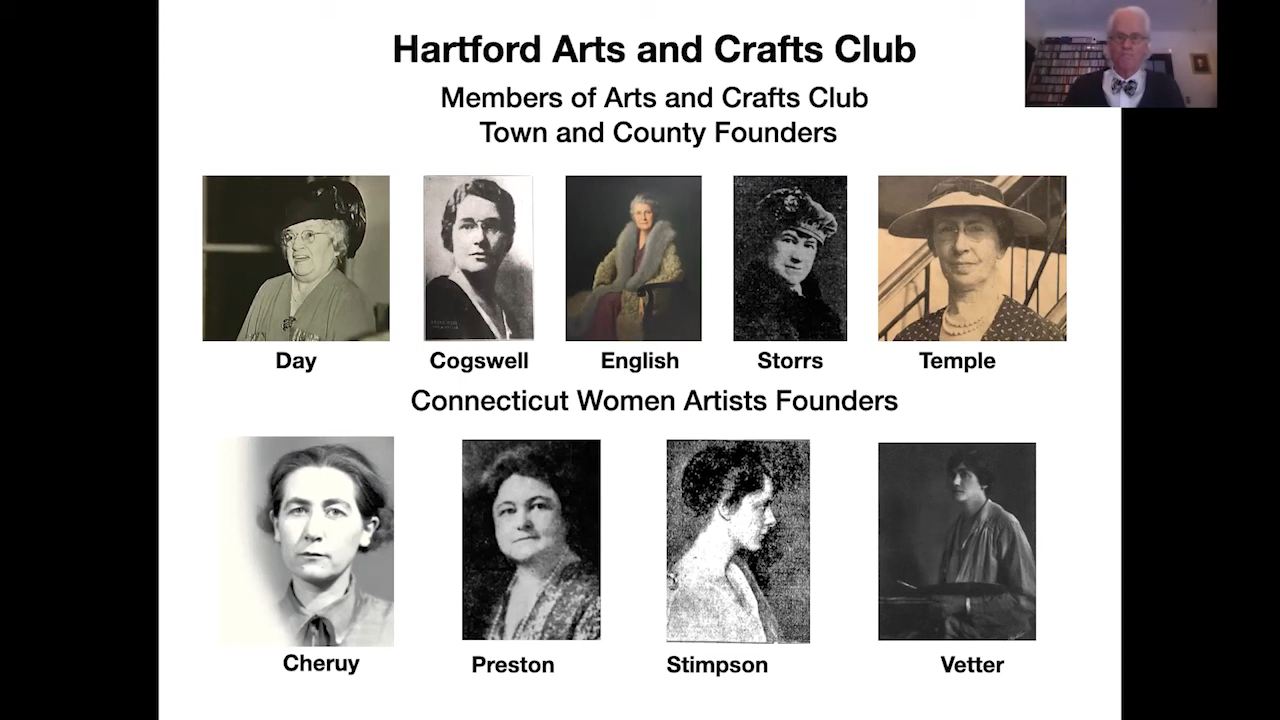 Hartford Arts and Crafts Club
Members of Arts and Crafts Club
Town and County Founders
Day Cogswell English Storrs Temple
Connecticut Women Artists Founders
Cheruy Preston Stimpson Vetter